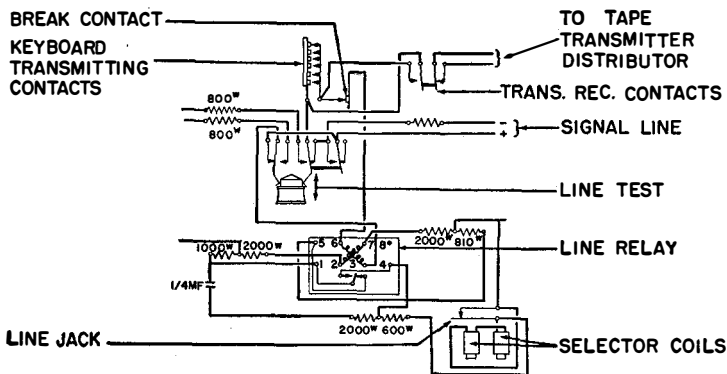 BREAK CONTACT
KEYBOARD
TRANSMITTING
CONTACTS
TO TAPE
TRANSMITTER
DISTRIBUTOR
TRANS. REC. CONTACTS
800ᵂ
800ᵂ
-
+
SIGNAL LINE
LINE TEST
5 6 7 8
1 2 3 4
1000ᵂ 2000ᵂ
2000ᵂ 810ᵂ
LINE RELAY
1/4MF
2000ᵂ 600ᵂ
LINE JACK
SELECTOR COILS